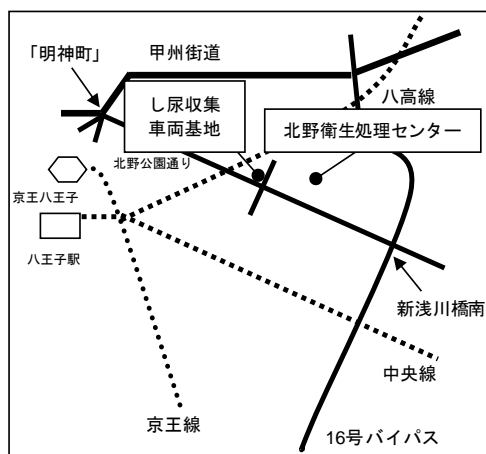 「明神町」
甲州街道
し尿収集
車両基地
八高線
北野衛生処理センター
北野公園通り
京王八王子
八王子駅
新浅川橋南
中央線
京王線
16号バイパス